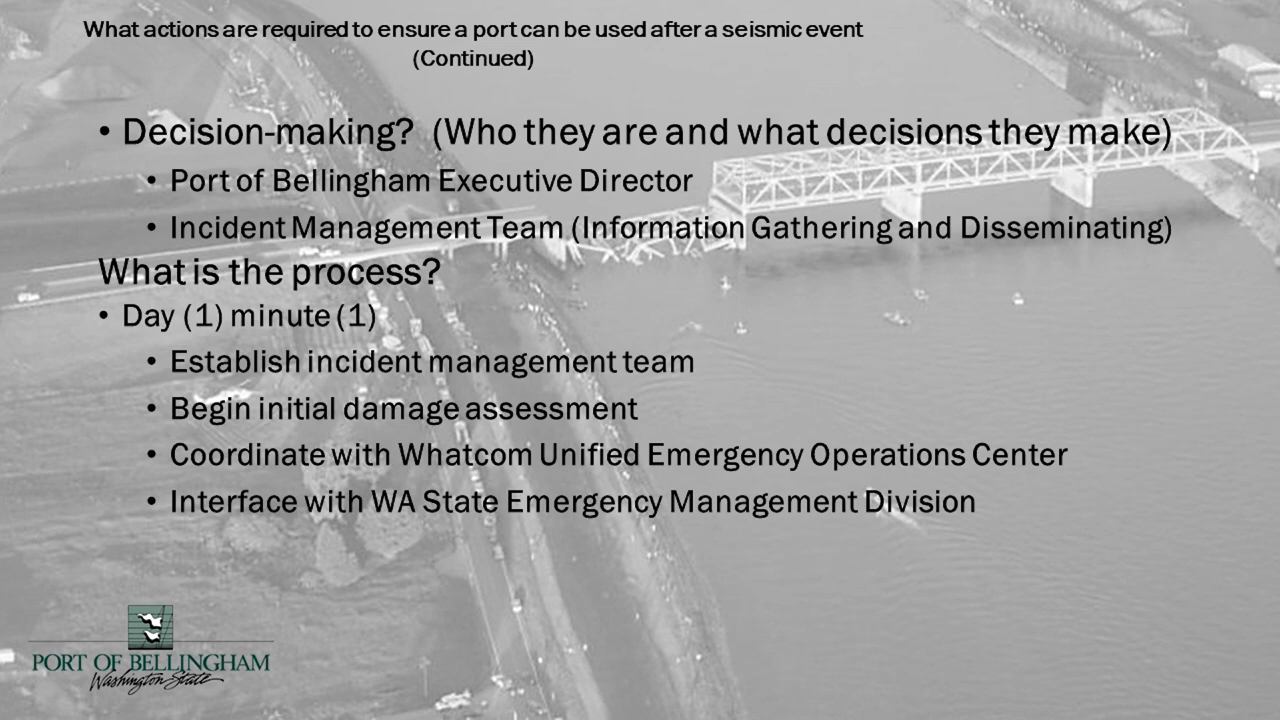 What actions are required to ensure a port can be used after a seismic event
(Continued)
• Decision-making? (Who they are and what decisions they make)
• Port of Bellingham Executive Director
• Incident Management Team (Information Gathering and Disseminating)
What is the process?
• Day (1) minute (1)
• Establish incident management team
• Begin initial damage assessment
• Coordinate with Whatcom Unified Emergency Operations Center
• Interface with WA State Emergency Management Division
PORT OF BELLINGHAM
Washington State